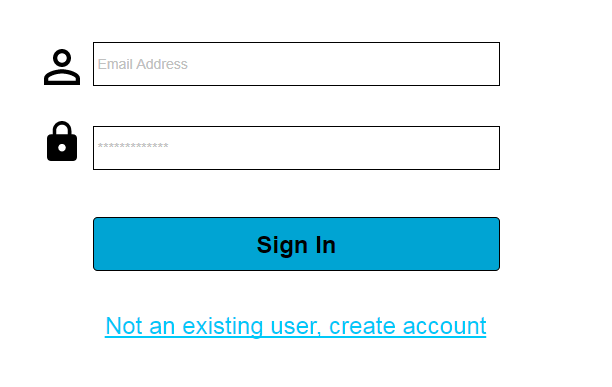 Email Address
*************
Sign In
Not an existing user, create account